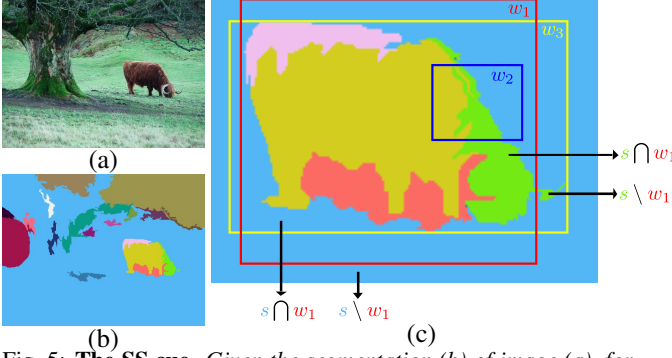 w₁
w₃
w₂
(a)
s ⋂ w₁
s \ w₁
s ⋂ w₁ s \ w₁
(b)
(c)
Fig. 5: The SS cue. Given the segmentation (b) of image (a), for